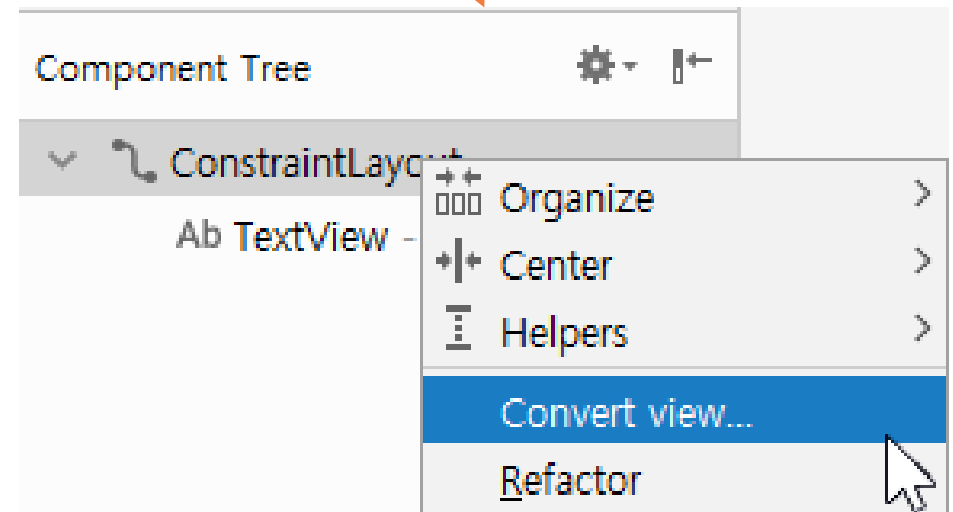 Component Tree
ConstraintLayout
Ab TextView -
Organize
Center
Helpers
Convert view...
Refactor